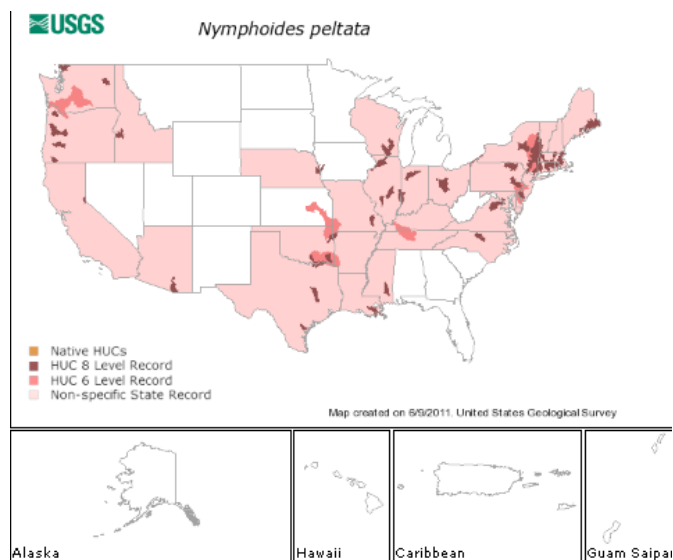 USGS
Nymphoides peltata
Native HUCs
HUC 8 Level Record
HUC 6 Level Record
Non-specific State Record
Map created on 6/9/2011. United States Geological Survey
Alaska
Hawaii
Caribbean
Guam Saipan